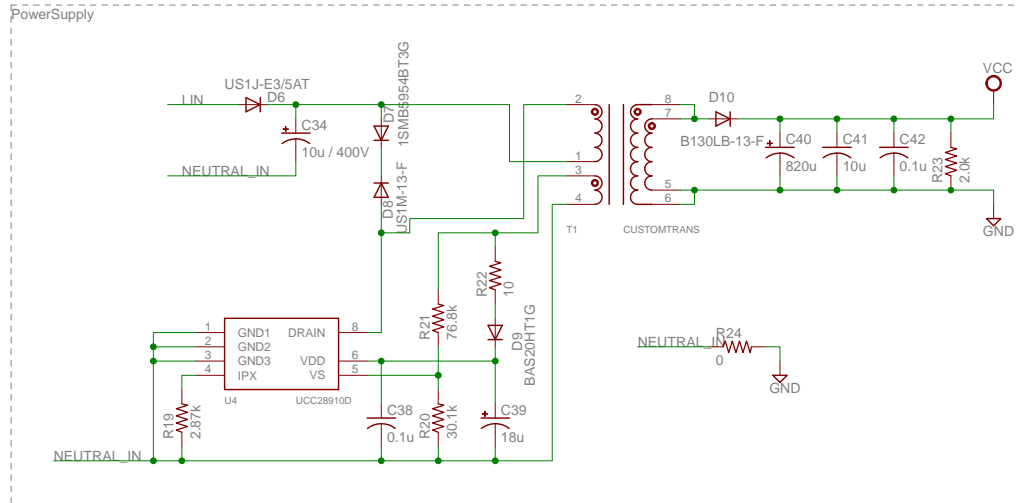 PowerSupply
US1J-E3/5AT
LIN
D6
C34
10u / 400V
NEUTRAL_IN
D7
1SMB5954BT3G
D8
US1M-13-F
2
1
3
4
8
7
5
6
T1
CUSTOMTRANS
D10
B130LB-13-F
C40
820u
C41
10u
C42
0.1u
R23
2.0k
VCC
GND
R22
10
R21
76.8k
D9
BAS20HT1G
1
2
3
4
GND1
GND2
GND3
IPX
DRAIN
VDD
VS
8
6
5
U4
UCC28910D
R19
2.87k
C38
0.1u
R20
30.1k
C39
18u
NEUTRAL_IN
NEUTRAL_IN
R24
0
GND